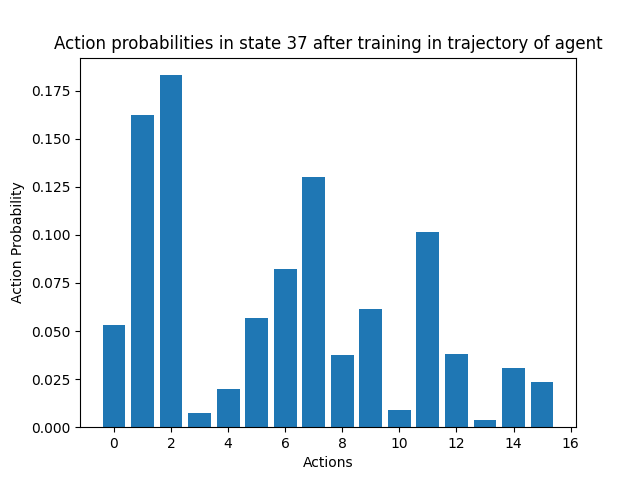 Action probabilities in state 37 after training in trajectory of agent
Action Probability
0.175
0.150
0.125
0.100
0.075
0.050
0.025
0.000
0 2 4 6 8 10 12 14 16
Actions